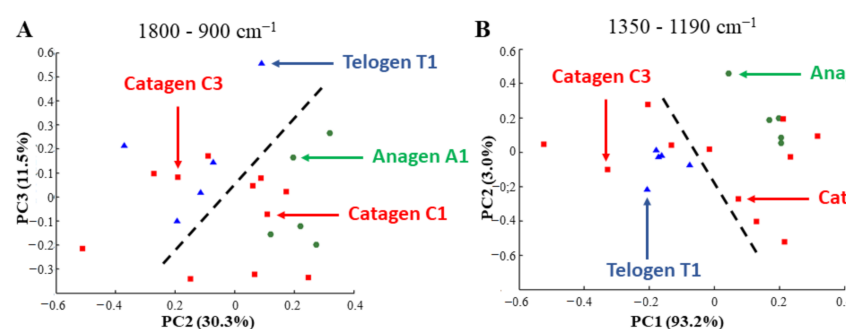 A
1800 - 900 cm⁻¹
0.6
0.5
0.4
0.3
0.2
0.1
0
−0.1
−0.2
−0.3
PC3 (11.5%)
Telogen T1
Catagen C3
Anagen A1
Catagen C1
−0.6 −0.4 0.2 0 0.2 0.4
PC2 (30.3%)
B
1350 - 1190 cm⁻¹
0.6
0.4
0.2
0
−0;2
−0.4
−0.6
PC2 (3.0%)
Ana
Catagen C3
Cat
Telogen T1
−0.6 −0.4 −0.2 0 0.2 0.4
PC1 (93.2%)